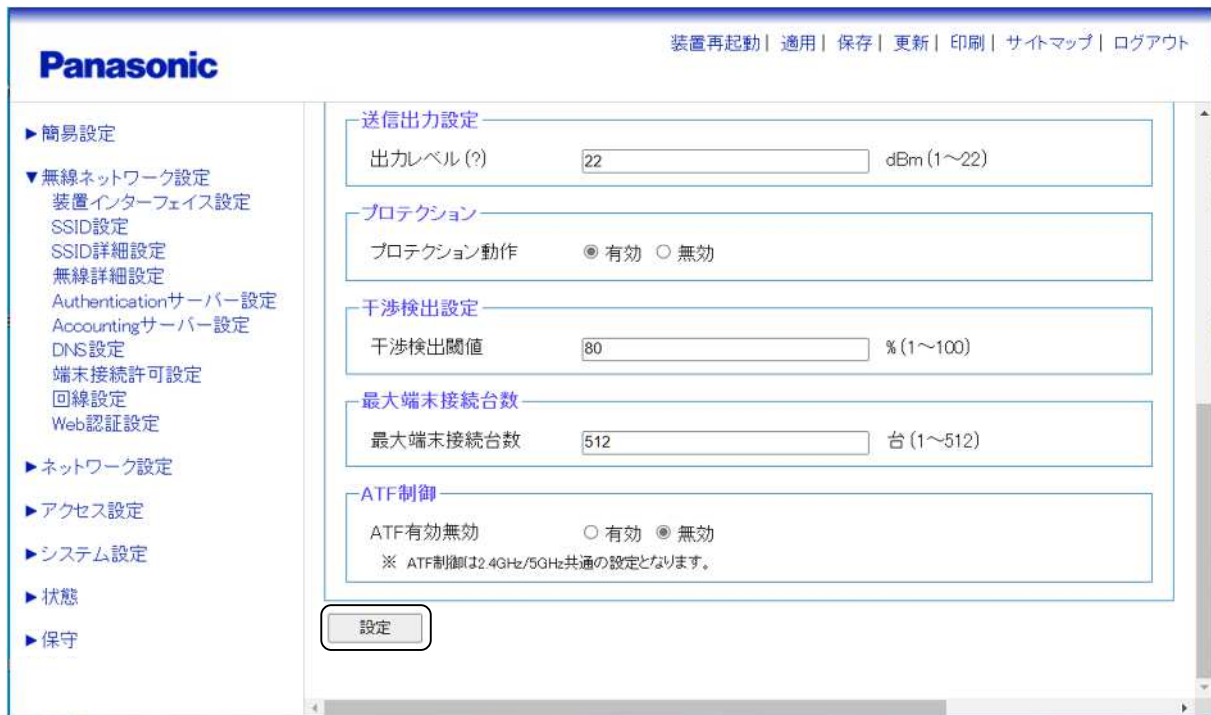 装置再起動| 適用| 保存| 更新| 印刷| サイトマップ| ログアウト
Panasonic
►簡易設定
▼無線ネットワーク設定
装置インターフェイス設定
SSID設定
SSID詳細設定
無線詳細設定
Authenticationサーバー設定
Accountingサーバー設定
DNS設定
端末接続許可設定
回線設定
Web認証設定
►ネットワーク設定
►アクセス設定
►システム設定
►状態
►保守
送信出力設定
出力レベル(?) 22 dBm(1～22)
プロテクション
プロテクション動作 有効 無効
干渉検出設定
干渉検出閾値 80 %(1～100)
最大端末接続台数
最大端末接続台数 512 台(1～512)
ATF制御
ATF有効無効 有効 無効
※ ATF制御は2.4GHz/5GHz共通の設定となります。
設定